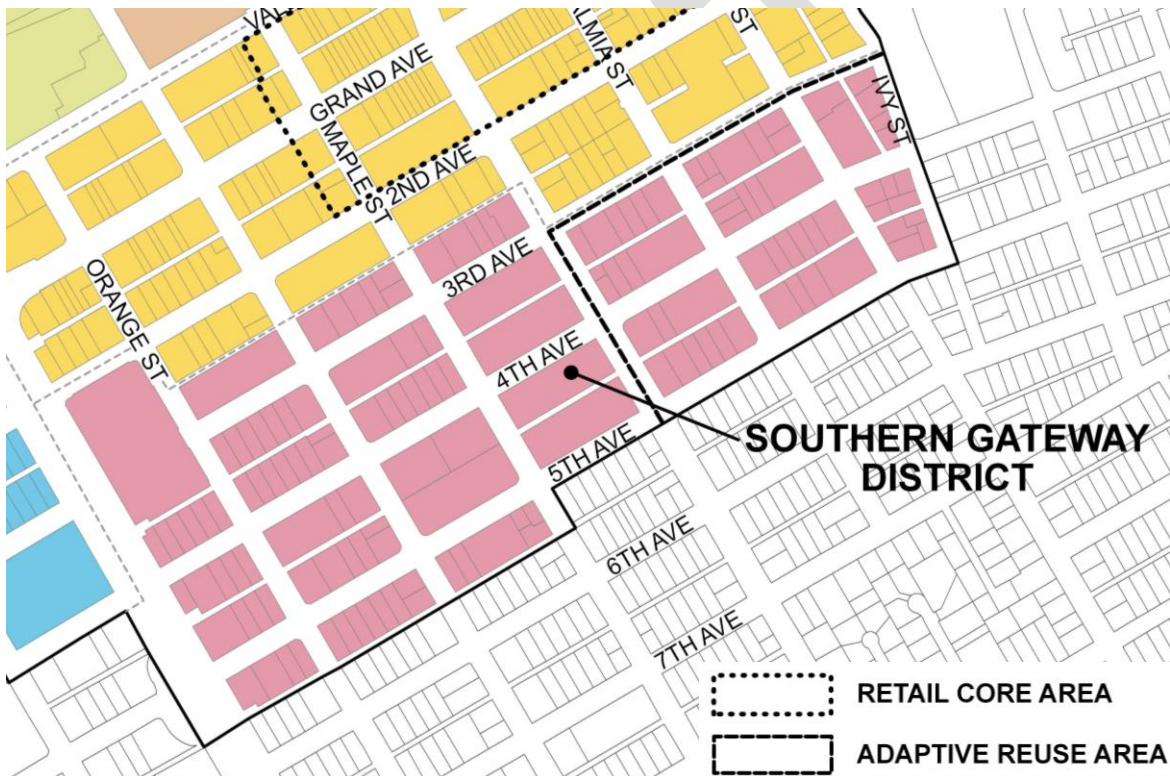 GRAND AVE
MAPLE ST
2ND AVE
IVY ST
ORANGE ST
3RD AVE
4TH AVE
5TH AVE
SOUTHERN GATEWAY
DISTRICT
6TH AVE
7TH AVE
RETAIL CORE AREA
ADAPTIVE REUSE AREA